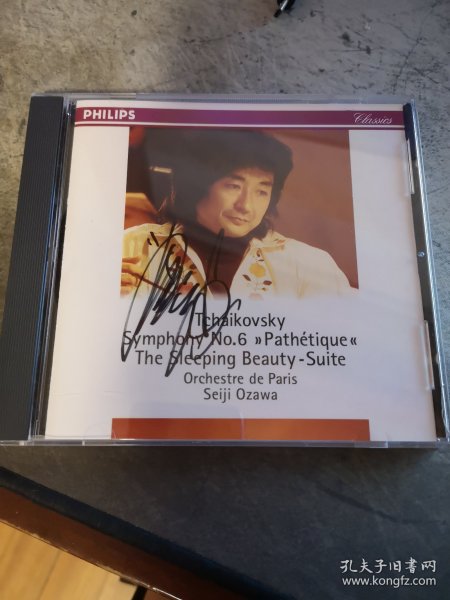 PHILIPS
Classics
Tchaikovsky
Symphony No.6 »Pathétique«
The Sleeping Beauty-Suite
Orchestre de Paris
Seiji Ozawa
孔夫子旧书网
www.kongfz.com